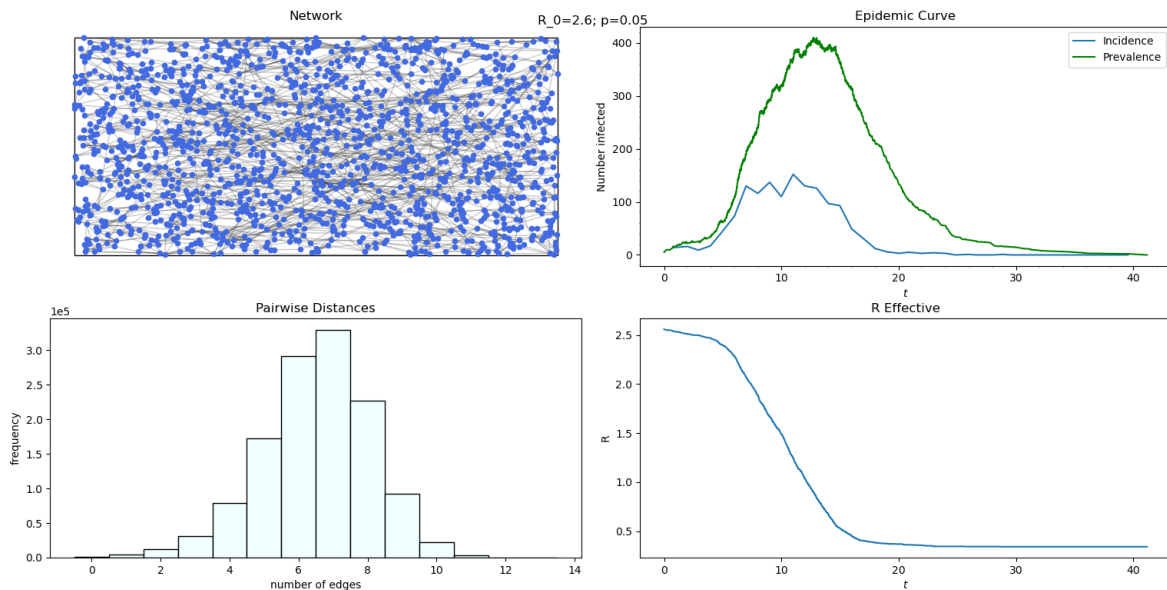 R_0=2.6; p=0.05
Network
Epidemic Curve
Number infected
400
300
200
100
0
Incidence
Prevalence
0
10
20
30
40
t
Pairwise Distances
1e5
frequency
3.0
2.5
2.0
1.5
1.0
0.5
0.0
0
2
4
6
8
10
12
14
number of edges
R Effective
R
2.5
2.0
1.5
1.0
0.5
0
10
20
30
40
t